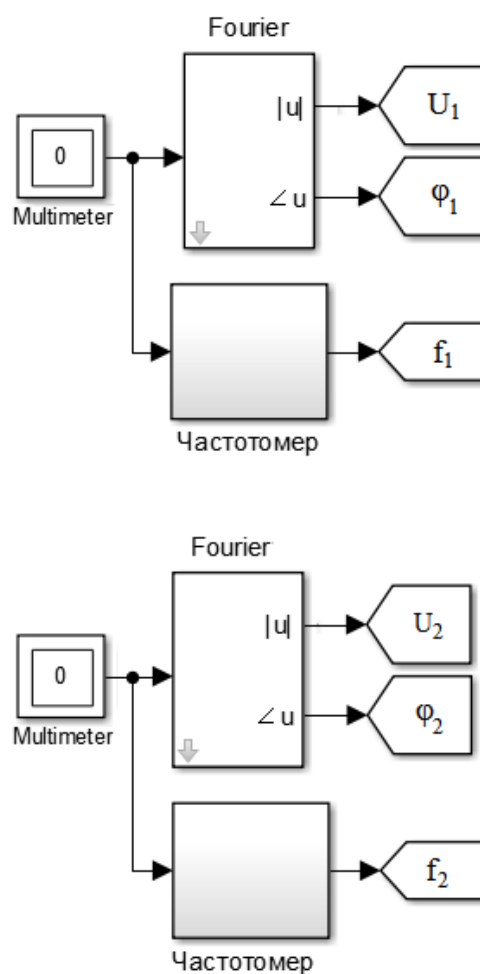 Fourier
|u|
U₁
0
Multimeter
∠u
φ₁
f₁
Частотомер
Fourier
|u|
U₂
0
Multimeter
∠u
φ₂
f₂
Частотомер